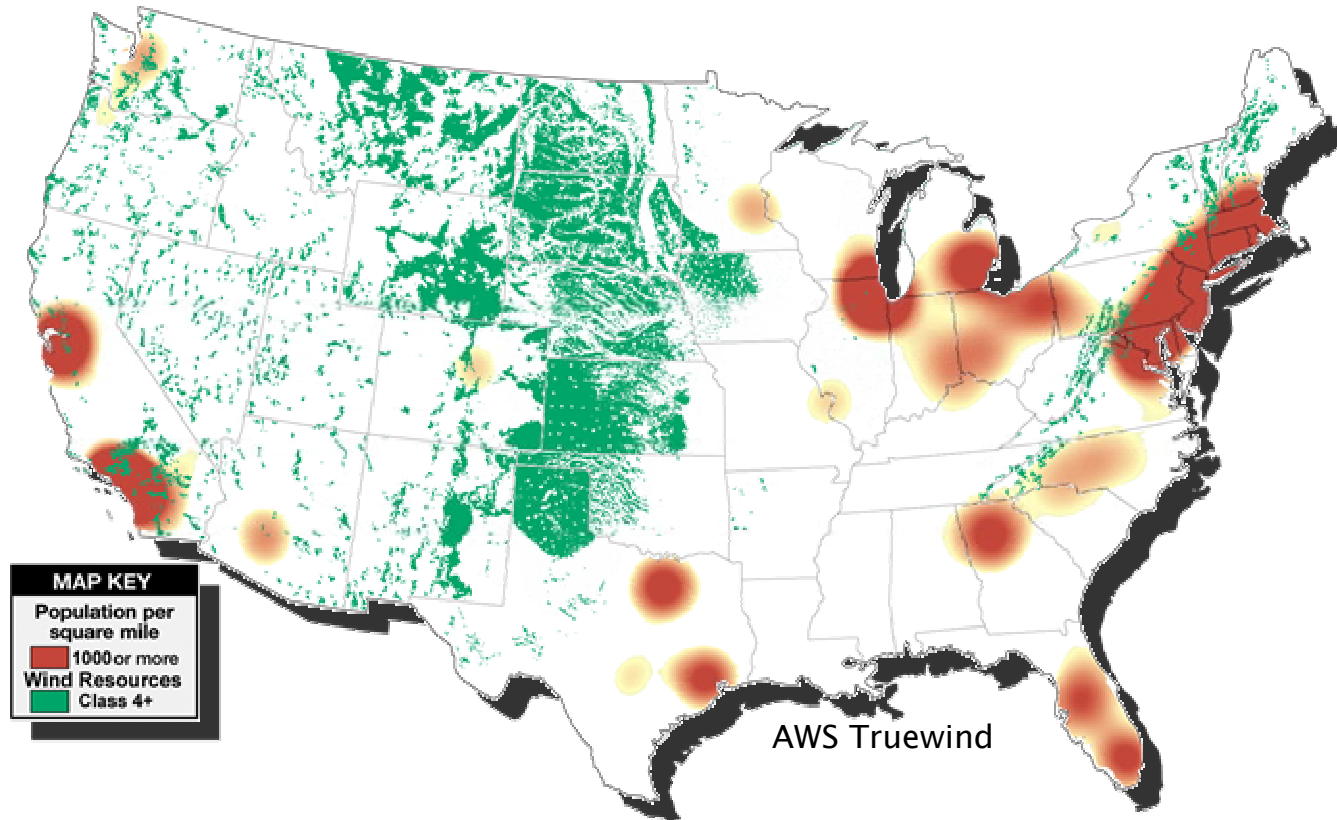 MAP KEY
Population per
square mile
1000 or more
Wind Resources
Class 4+
AWS Truewind